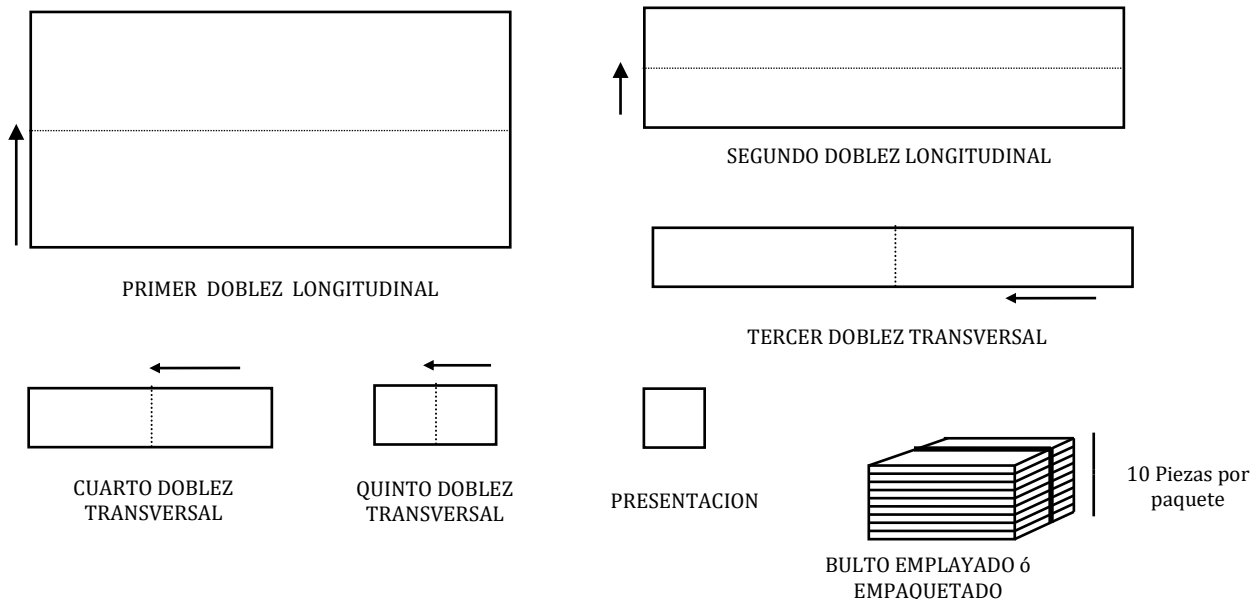 PRIMER DOBLEZ LONGITUDINAL
SEGUNDO DOBLEZ LONGITUDINAL
TERCER DOBLEZ TRANSVERSAL
CUARTO DOBLEZ
TRANSVERSAL
QUINTO DOBLEZ
TRANSVERSAL
PRESENTACION
10 Piezas por
paquete
BULTO EMPLAYADO ó
EMPAQUETADO